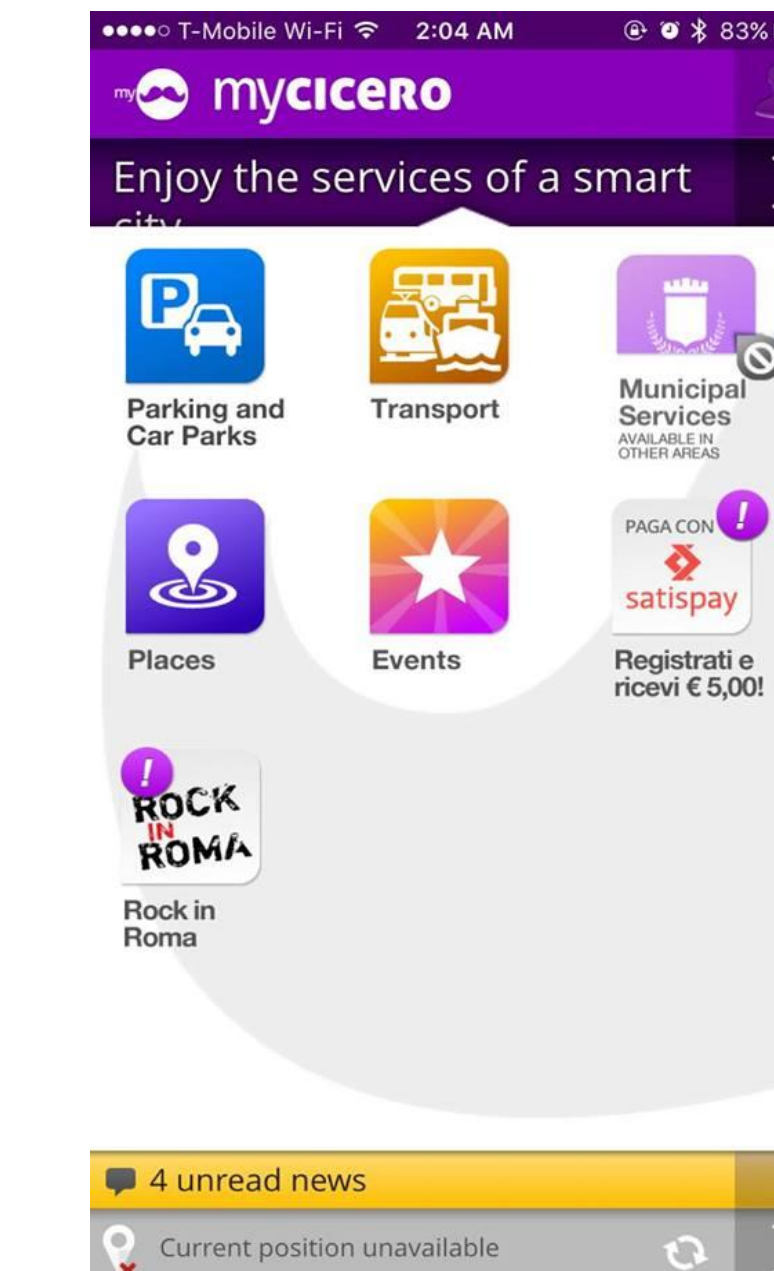 T-Mobile Wi-Fi 2:04 AM 83%
my mycicero
Enjoy the services of a smart
city
P
Parking and
Car Parks
Transport
Municipal
Services
AVAILABLE IN
OTHER AREAS
Places
Events
PAGA CON !
satispay
Registrati e
ricevi € 5,00!
!
ROCK
IN
ROMA
Rock in
Roma
4 unread news
Current position unavailable